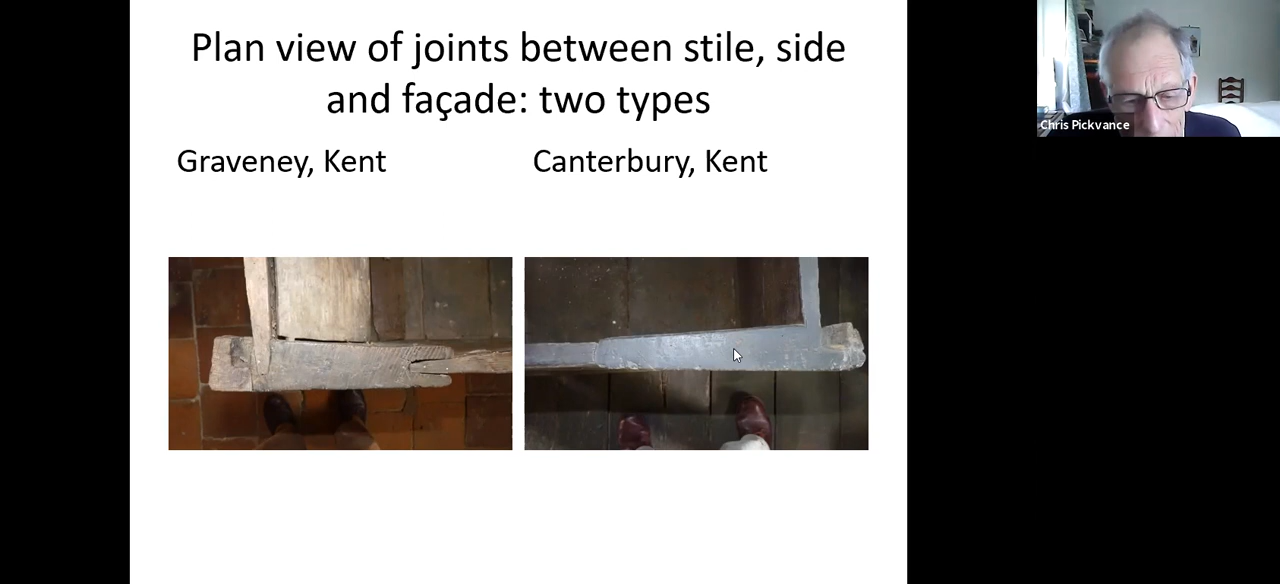 Plan view of joints between stile, side
and façade: two types
Graveney, Kent
Canterbury, Kent
Chris Pickvance